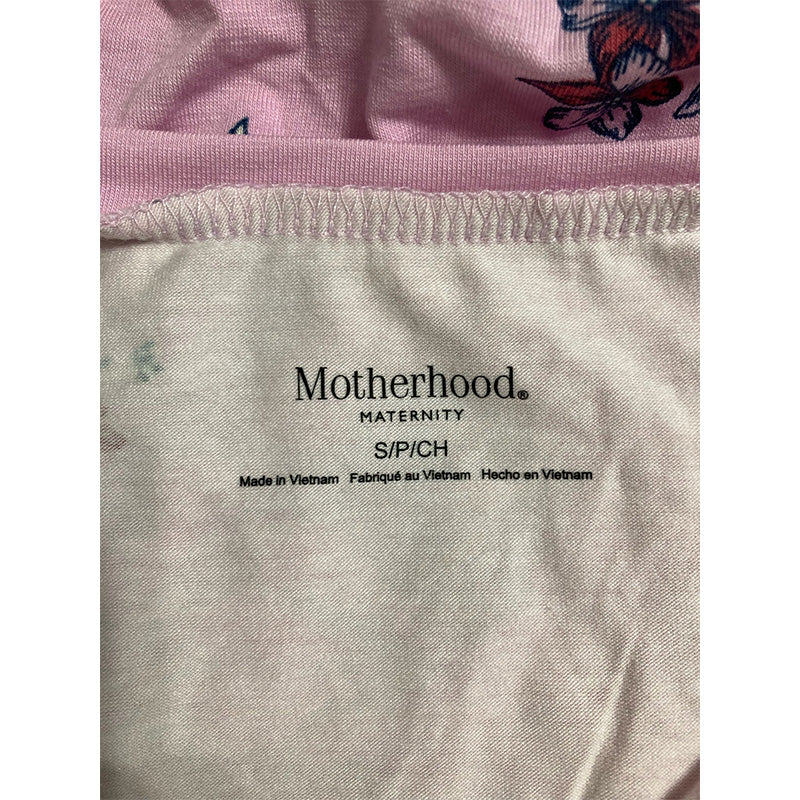 Motherhood®
MATERNITY
S/P/CH
Made in Vietnam Fabriqué au Vietnam Hecho en Vietnam